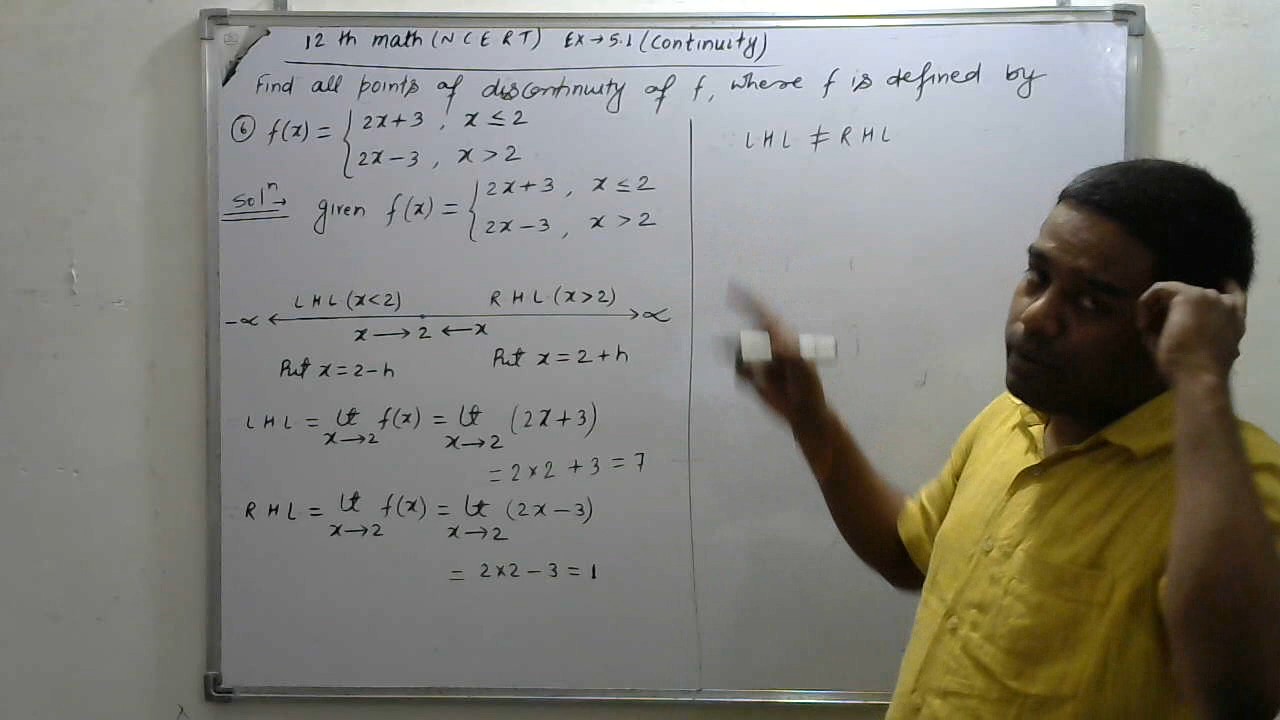 12 th math (NCERT) EX→5.1 (Continuity)
Find all points of discontinuity of f, where f is defined by
⑥ f(x) = { 2x+3 , x ≤ 2
2x-3 , x > 2
Solⁿ→ given f(x) = { 2x+3 , x ≤ 2
2x-3 , x > 2
LHL (x<2) RHL (x>2)
-∝ ∝
x → 2 ← x
Put x = 2-h Put x = 2+h
LHL = lt f(x) = lt (2x+3)
x→2 x→2
= 2×2 + 3 = 7
RHL = lt f(x) = lt (2x-3)
x→2 x→2
= 2×2 - 3 = 1
LHL ≠ RHL